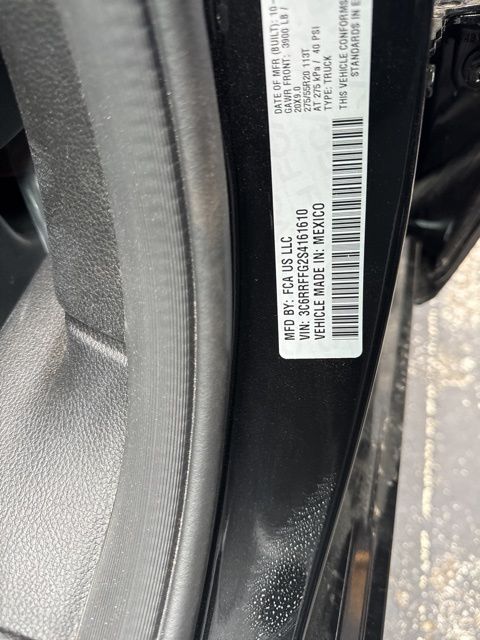 MFD BY: FCA US LLC
VIN: 3C6RRFFG2S4161610
VEHICLE MADE IN: MEXICO
DATE OF MFR (BUILT): 10-
GAWR FRONT: 3900 LB /
20X9.0
275/55R20 113T
AT 275 kPa / 40 PSI
TYPE: TRUCK
THIS VEHICLE CONFORMS
STANDARDS IN E